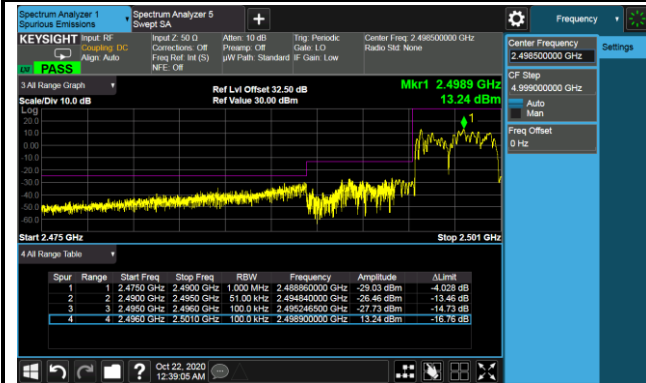 Spectrum Analyzer 1
Spurious Emissions
Spectrum Analyzer 5
Swept SA
Frequency
KEYSIGHT
Input: RF
Coupling: DC
Align: Auto
Input Z: 50 Ω
Corrections: Off
Freq Ref: Int (S)
NFE: Off
Atten: 10 dB
Preamp: Off
µW Path: Standard
Trig: Periodic
Gate: LO
IF Gain: Low
Center Freq: 2.498500000 GHz
Radio Std: None
PASS
3 All Range Graph
Scale/Div 10.0 dB
Ref Lvl Offset 32.50 dB
Ref Value 30.00 dBm
Mkr1 2.4989 GHz
13.24 dBm
Log
20.0
10.0
0.00
-10.0
-20.0
-30.0
-40.0
-50.0
-60.0
1
Start 2.475 GHz
Stop 2.501 GHz
4 All Range Table
Spur Range Start Freq Stop Freq RBW Frequency Amplitude ΔLimit
1 1 2.4750 GHz 2.4900 GHz 1.000 MHz 2.488860000 GHz -29.03 dBm -4.028 dB
2 2 2.4900 GHz 2.4950 GHz 51.00 kHz 2.494840000 GHz -26.46 dBm -13.46 dB
3 3 2.4950 GHz 2.4960 GHz 100.0 kHz 2.495246500 GHz -27.73 dBm -14.73 dB
4 4 2.4960 GHz 2.5010 GHz 100.0 kHz 2.498900000 GHz 13.24 dBm -16.76 dB
Oct 22, 2020
12:39:05 AM
Center Frequency
2.498500000 GHz
Settings
CF Step
4.999000000 GHz
Auto
Man
Freq Offset
0 Hz